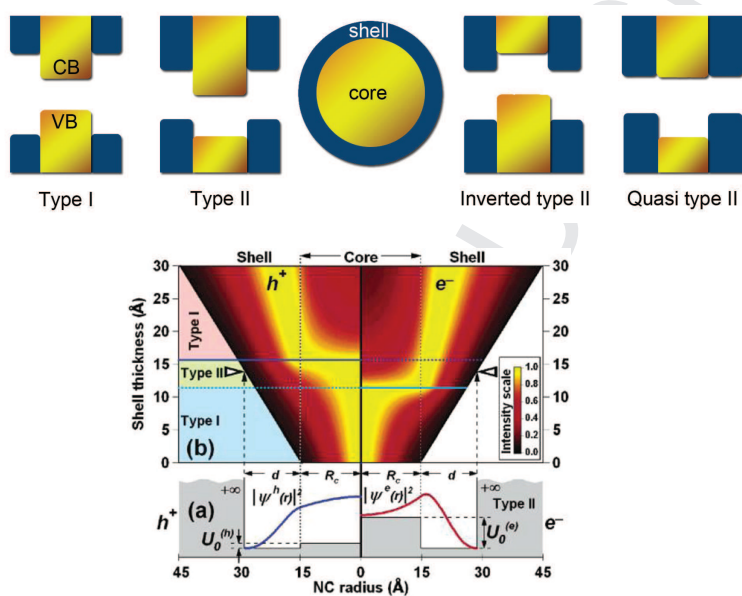 shell
core
CB
VB
Type I
Type II
Inverted type II
Quasi type II
Shell
Core
Shell
30
25
20
15
10
5
0
Shell thickness (Å)
Type I
Type II
Type I
(b)
h+
e−
30
25
20
15
10
5
0
Intensity scale
1.0
0.8
0.6
0.4
0.2
0.0
d
Rc
Rc
d
+∞
|ψh(r)|2
|ψe(r)|2
+∞
(a)
Type II
h+
U0(h)
U0(e)
e−
45
30
15
0
15
30
45
NC radius (Å)